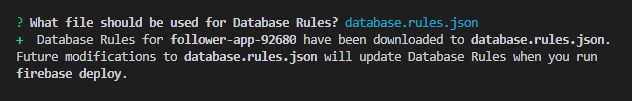 ? What file should be used for Database Rules? database.rules.json
+  Database Rules for follower-app-92680 have been downloaded to database.rules.json.
Future modifications to database.rules.json will update Database Rules when you run
firebase deploy.